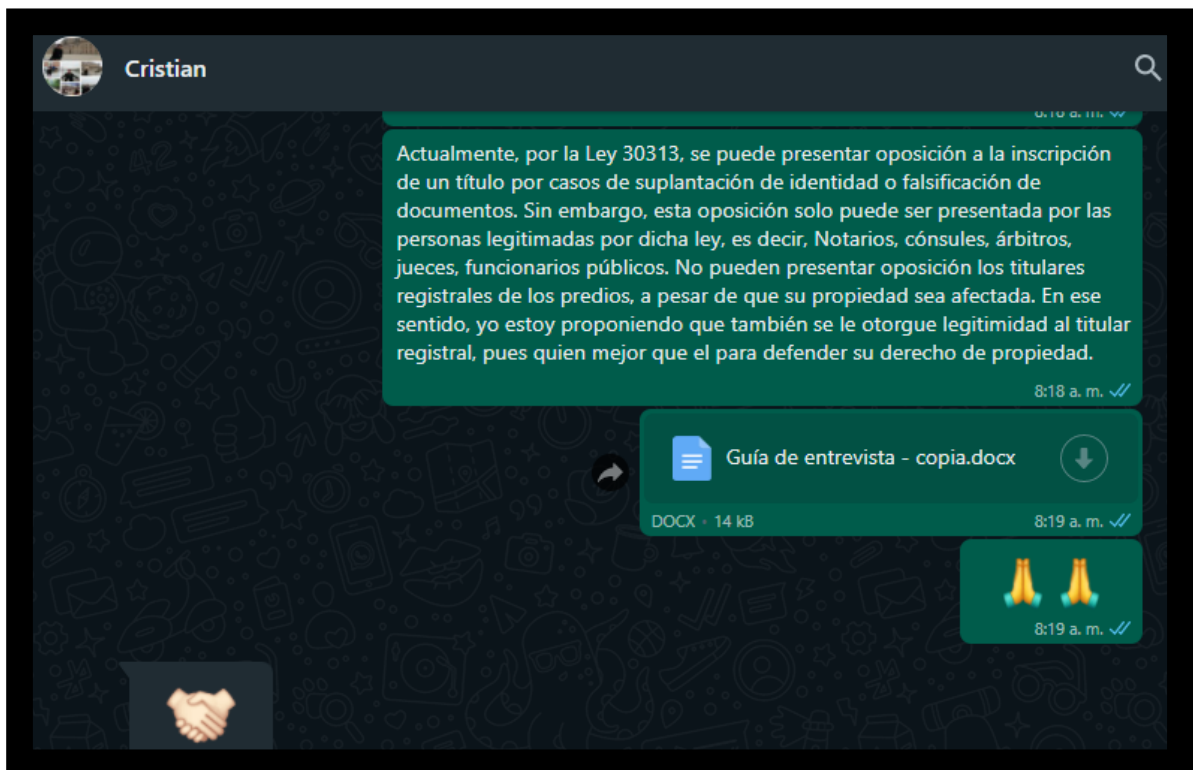 Cristian
8:18 a. m.
Actualmente, por la Ley 30313, se puede presentar oposición a la inscripción
de un título por casos de suplantación de identidad o falsificación de
documentos. Sin embargo, esta oposición solo puede ser presentada por las
personas legitimadas por dicha ley, es decir, Notarios, cónsules, árbitros,
jueces, funcionarios públicos. No pueden presentar oposición los titulares
registrales de los predios, a pesar de que su propiedad sea afectada. En ese
sentido, yo estoy proponiendo que también se le otorgue legitimidad al titular
registral, pues quien mejor que el para defender su derecho de propiedad.
8:18 a. m.
Guía de entrevista - copia.docx
DOCX · 14 kB 8:19 a. m.
8:19 a. m.